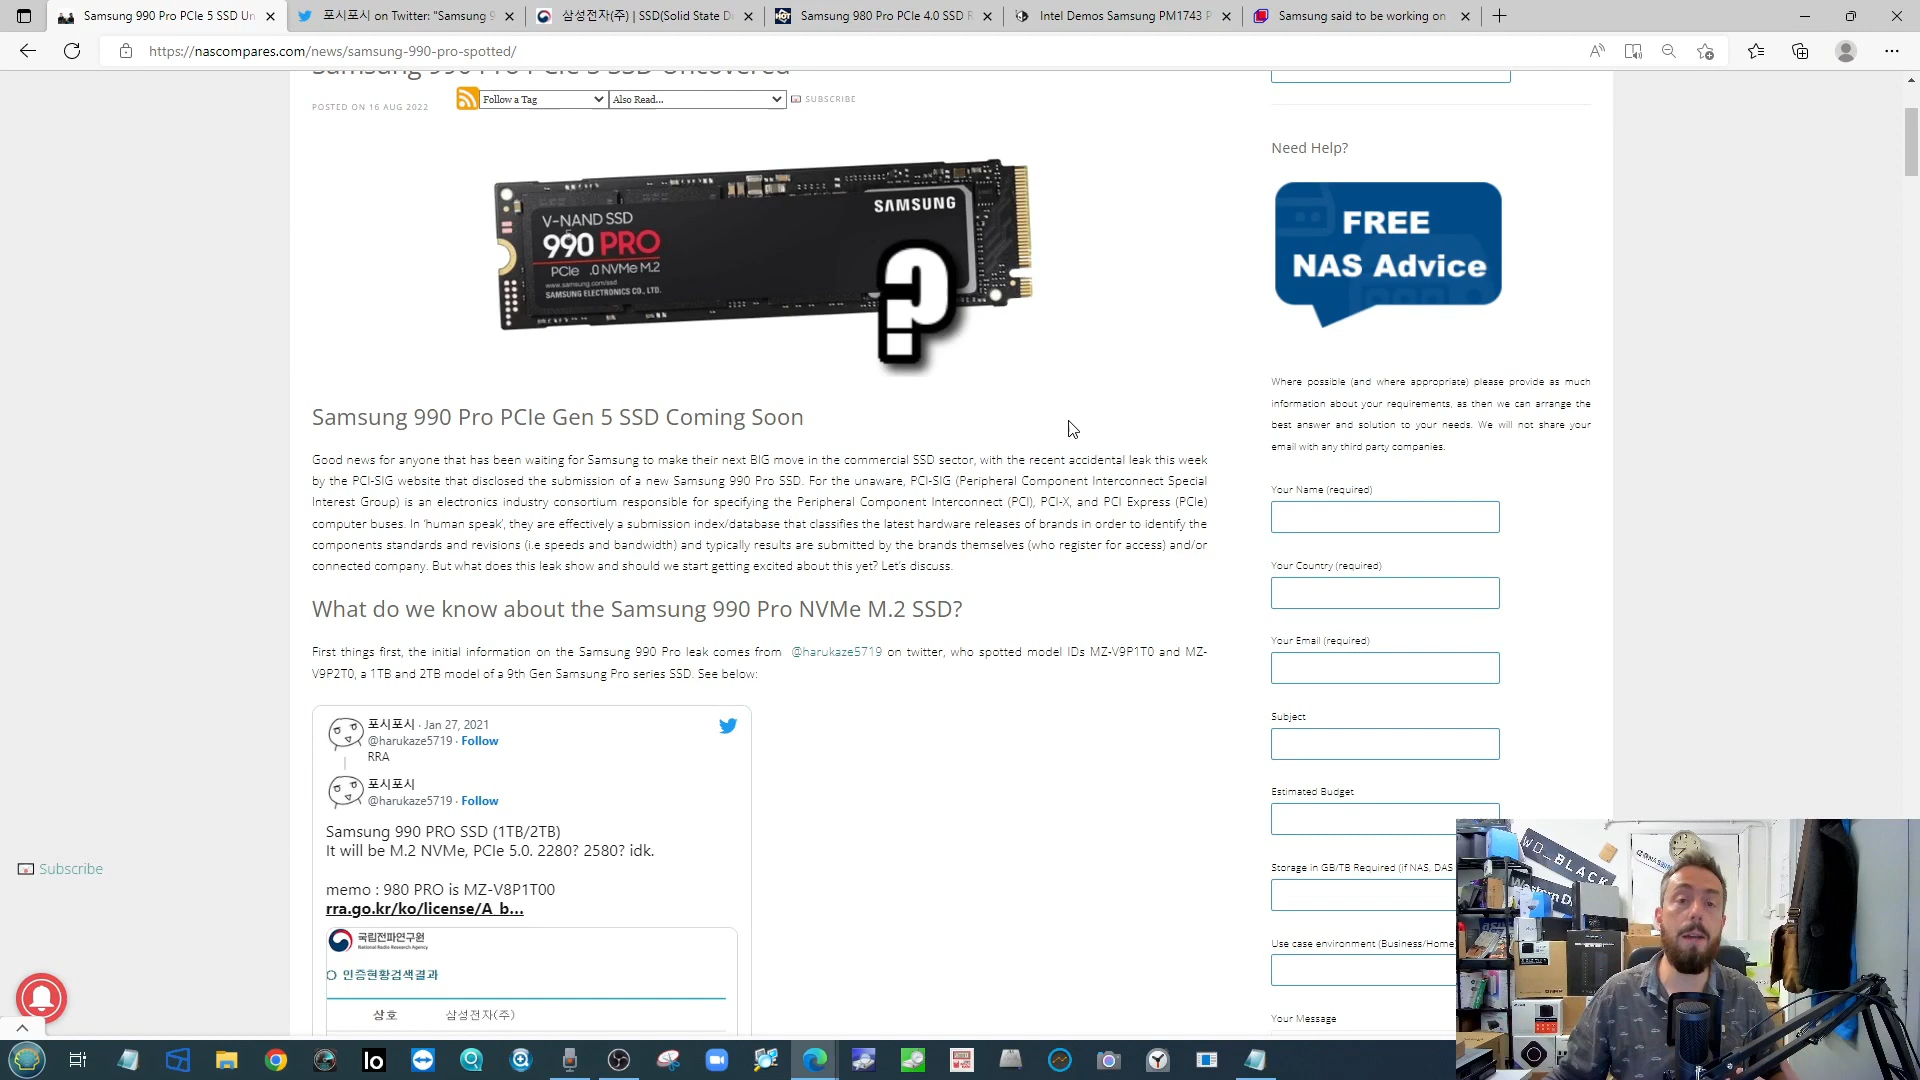 Samsung 990 Pro PCIe 5 SSD Un
포시포시 on Twitter: "Samsung 9
삼성전자(주) | SSD(Solid State D
Samsung 980 Pro PCIe 4.0 SSD R
Intel Demos Samsung PM1743 P
Samsung said to be working on
https://nascompares.com/news/samsung-990-pro-spotted/
Samsung 990 Pro PCIe 5 SSD Uncovered
POSTED ON 16 AUG 2022
Follow a Tag
Also Read...
SUBSCRIBE
SAMSUNG
V-NAND SSD
990 PRO
PCIe .0 NVMe M.2
www.samsung.com/ssd
SAMSUNG ELECTRONICS CO., LTD.
?
Samsung 990 Pro PCIe Gen 5 SSD Coming Soon
Good news for anyone that has been waiting for Samsung to make their next BIG move in the commercial SSD sector, with the recent accidental leak this week
by the PCI-SIG website that disclosed the submission of a new Samsung 990 Pro SSD. For the unaware, PCI-SIG (Peripheral Component Interconnect Special
Interest Group) is an electronics industry consortium responsible for specifying the Peripheral Component Interconnect (PCI), PCI-X, and PCI Express (PCIe)
computer buses. In 'human speak', they are effectively a submission index/database that classifies the latest hardware releases of brands in order to identify the
components standards and revisions (i.e speeds and bandwidth) and typically results are submitted by the brands themselves (who register for access) and/or
connected company. But what does this leak show and should we start getting excited about this yet? Let's discuss.
What do we know about the Samsung 990 Pro NVMe M.2 SSD?
First things first, the initial information on the Samsung 990 Pro leak comes from @harukaze5719 on twitter, who spotted model IDs MZ-V9P1T0 and MZ-
V9P2T0, a 1TB and 2TB model of a 9th Gen Samsung Pro series SSD. See below:
포시포시 · Jan 27, 2021
@harukaze5719 · Follow
RRA
포시포시
@harukaze5719 · Follow
Samsung 990 PRO SSD (1TB/2TB)
It will be M.2 NVMe, PCIe 5.0. 2280? 2580? idk.
memo : 980 PRO is MZ-V8P1T00
rra.go.kr/ko/license/A_b...
국립전파연구원
National Radio Research Agency
인증현황검색결과
상호 삼성전자(주)
Subscribe
Need Help?
FREE
NAS Advice
Where possible (and where appropriate) please provide as much
information about your requirements, as then we can arrange the
best answer and solution to your needs. We will not share your
email with any third party companies.
Your Name (required)
Your Country (required)
Your Email (required)
Subject
Estimated Budget
Storage in GB/TB Required (if NAS, DAS
Use case environment (Business/Home
Your Message
WD_BLACK
Western D